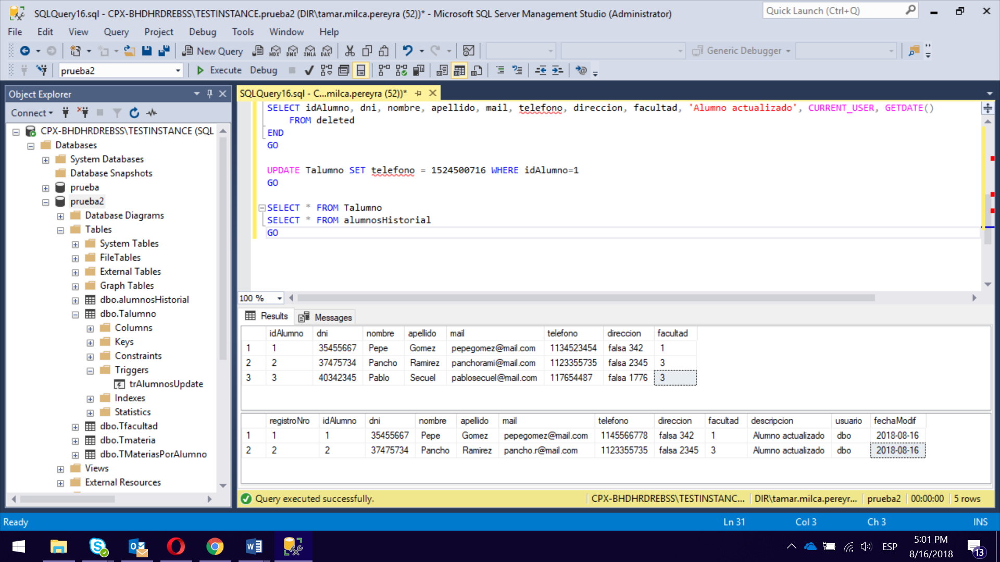 SQLQuery16.sql - CPX-BHDHRDREBSS\TESTINSTANCE.prueba2 (DIR\tamar.milca.pereyra (52))* - Microsoft SQL Server Management Studio (Administrator)
Quick Launch (Ctrl+Q)
File Edit View Query Project Debug Tools Window Help
New Query
MDX DMX XMLA DAX
Generic Debugger
prueba2
Execute Debug
Object Explorer
Connect
CPX-BHDHRDREBSS\TESTINSTANCE (SQL
Databases
System Databases
Database Snapshots
prueba
prueba2
Database Diagrams
Tables
System Tables
FileTables
External Tables
Graph Tables
dbo.alumnosHistorial
dbo.Talumno
Columns
Keys
Constraints
Triggers
trAlumnosUpdate
Indexes
Statistics
dbo.Tfacultad
dbo.Tmateria
dbo.TMateriasPorAlumno
Views
External Resources
SQLQuery16.sql - C...milca.pereyra (52))*
SELECT idAlumno, dni, nombre, apellido, mail, telefono, direccion, facultad, 'Alumno actualizado', CURRENT_USER, GETDATE()
FROM deleted
END
GO
UPDATE Talumno SET telefono = 1524500716 WHERE idAlumno=1
GO
SELECT * FROM Talumno
SELECT * FROM alumnosHistorial
GO
100 %
Results Messages
idAlumno dni nombre apellido mail telefono direccion facultad
1 1 35455667 Pepe Gomez pepegomez@mail.com 1134523454 falsa 342 1
2 2 37475734 Pancho Ramirez panchorami@mail.com 1123355735 falsa 2345 3
3 3 40342345 Pablo Secuel pablosecuel@mail.com 117654487 falsa 1776 3
registroNro idAlumno dni nombre apellido mail telefono direccion facultad descripcion usuario fechaModif
1 1 1 35455667 Pepe Gomez pepegomez@mail.com 1145566778 falsa 342 1 Alumno actualizado dbo 2018-08-16
2 2 2 37475734 Pancho Ramirez pancho.r@mail.com 1123355735 falsa 2345 3 Alumno actualizado dbo 2018-08-16
Query executed successfully.
CPX-BHDHRDREBSS\TESTINSTANC... DIR\tamar.milca.pereyr... prueba2 00:00:00 5 rows
Ready
Ln 31 Col 3 Ch 3 INS
ESP
5:01 PM
8/16/2018
13